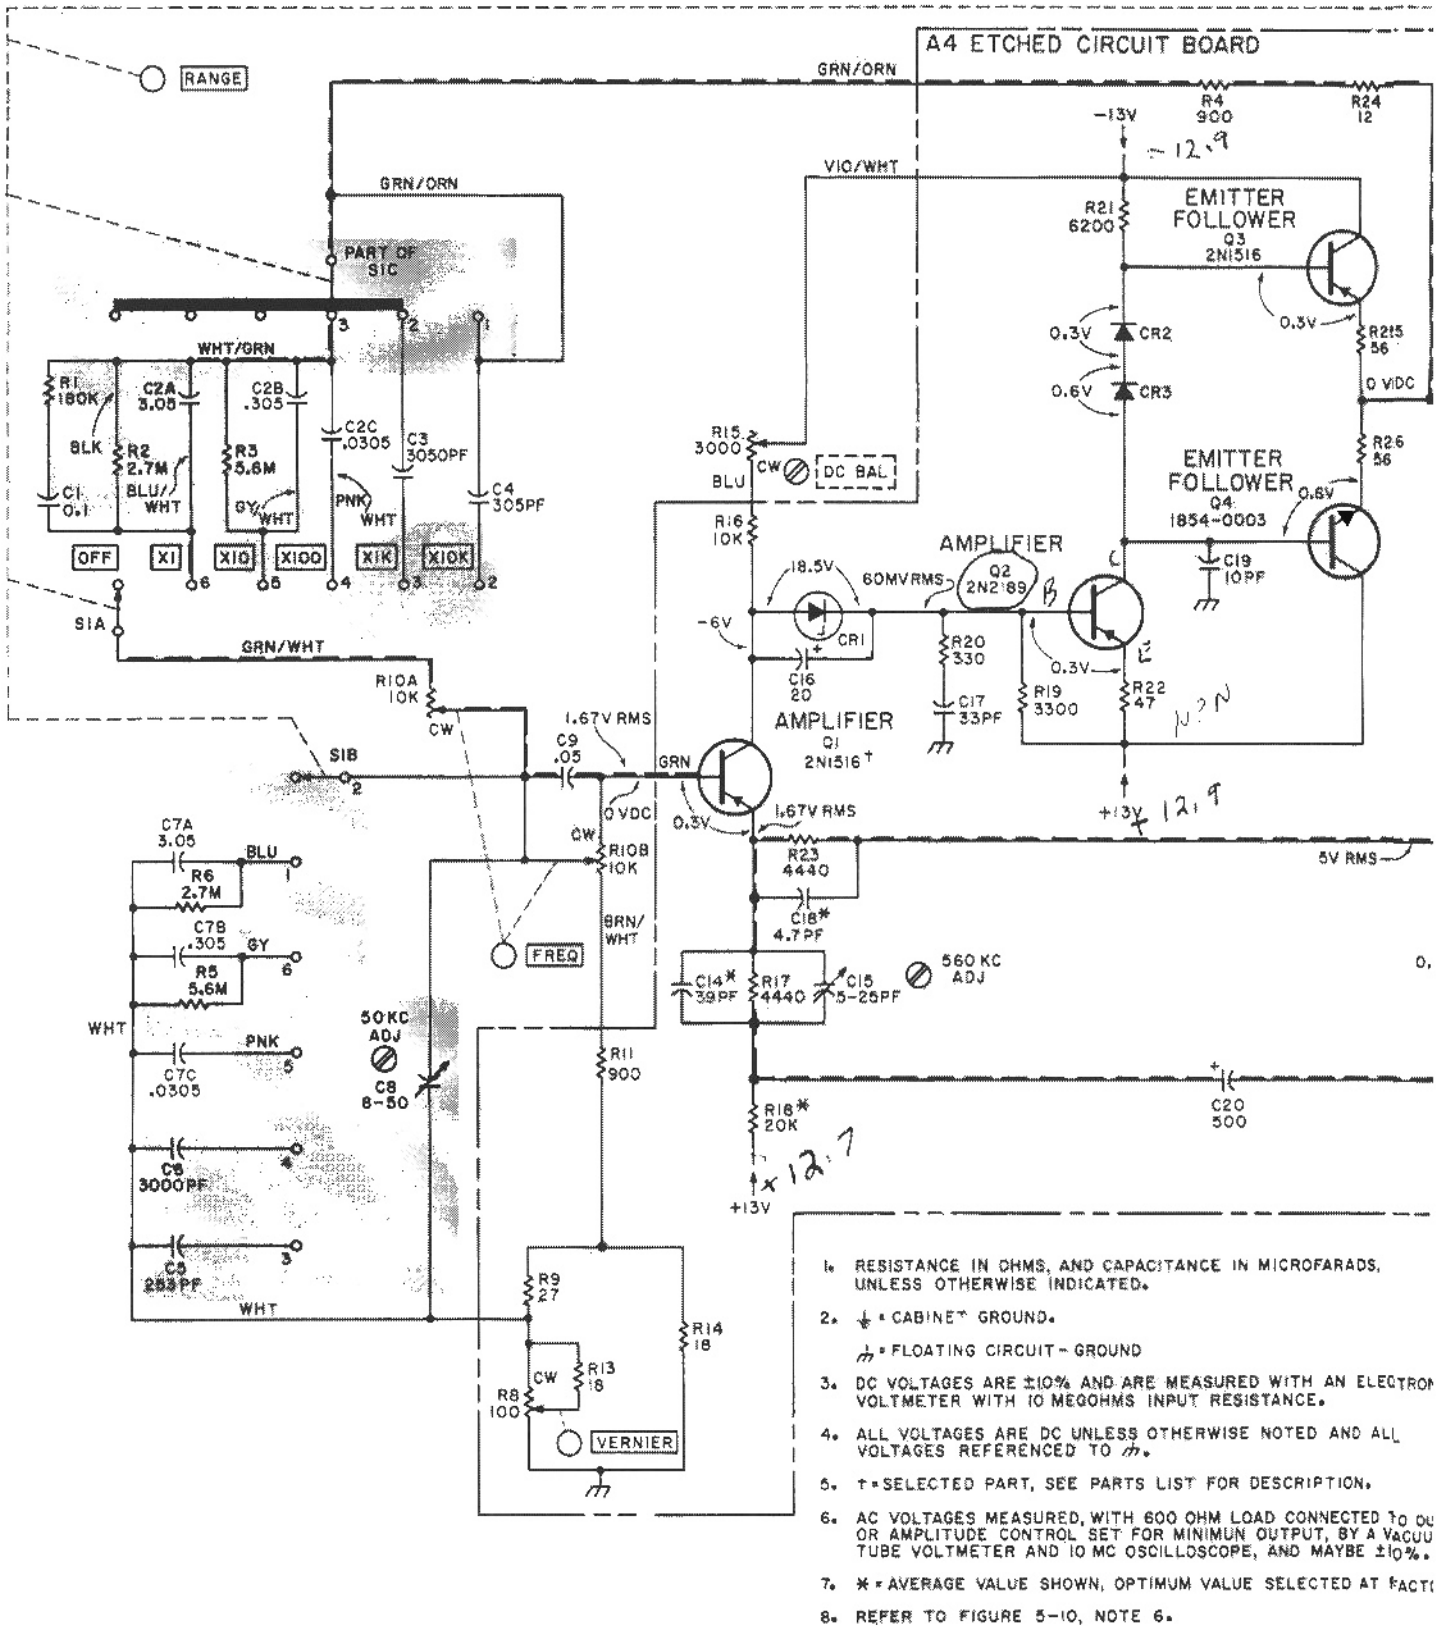 A4 ETCHED CIRCUIT BOARD
RANGE
GRN/ORN
R4
900
R24
12
-13V
-12.9
VIO/WHT
GRN/ORN
R21
6200
EMITTER
FOLLOWER
Q3
2N1516
PART OF
S1C
3
2
1
0.3V
0.3V
CR2
R215
56
WHT/GRN
R1
180K
C2A
3.05
C2B
.305
0.6V
CR3
0 VDC
BLK
R2
2.7M
R3
5.6M
C2C
.0305
C3
3050PF
R15
3000
CW
DC BAL
BLU
R26
56
EMITTER
FOLLOWER
Q4
1854-0003
0.6V
C1
0.1
BLU/
WHT
GY/
WHT
PNK/
WHT
C4
305PF
R16
10K
OFF
X1
X10
X100
X1K
X10K
6
5
4
3
2
AMPLIFIER
Q2
2N2189
C
B
C19
10PF
18.5V
60MVRMS
S1A
-6V
CR1
GRN/WHT
R20
330
0.3V
E
R10A
10K
CW
+
C16
20
C17
33PF
R19
3300
R22
47
NPN
1.67V RMS
AMPLIFIER
Q1
2N1516†
C9
.05
GRN
S1B
2
0 VDC
0.3V
1.67V RMS
+13V
+12.9
C7A
3.05
BLU
CW
R10B
10K
R23
4440
5V RMS
R6
2.7M
1
C18*
4.7PF
BRN/
WHT
C7B
.305
GY
6
FREQ
560 KC
ADJ
0.
R5
5.6M
C14*
39PF
R17
4440
C15
5-25PF
WHT
50KC
ADJ
PNK
5
C7C
.0305
C8
8-50
R11
900
+
C20
500
R18*
20K
4
C6
3000PF
+12.7
+13V
3
C5
253PF
WHT
R9
27
R14
18
CW
R13
18
R8
100
VERNIER
1. RESISTANCE IN OHMS, AND CAPACITANCE IN MICROFARADS,
UNLESS OTHERWISE INDICATED.
2. = CABINET GROUND.
= FLOATING CIRCUIT - GROUND
3. DC VOLTAGES ARE ±10% AND ARE MEASURED WITH AN ELECTRON
VOLTMETER WITH 10 MEGOHMS INPUT RESISTANCE.
4. ALL VOLTAGES ARE DC UNLESS OTHERWISE NOTED AND ALL
VOLTAGES REFERENCED TO .
5. †=SELECTED PART, SEE PARTS LIST FOR DESCRIPTION.
6. AC VOLTAGES MEASURED, WITH 600 OHM LOAD CONNECTED TO OU
OR AMPLITUDE CONTROL SET FOR MINIMUN OUTPUT, BY A VACUU
TUBE VOLTMETER AND 10 MC OSCILLOSCOPE, AND MAYBE ±10%.
7. * = AVERAGE VALUE SHOWN, OPTIMUM VALUE SELECTED AT FACT
8. REFER TO FIGURE 5-10, NOTE 6.